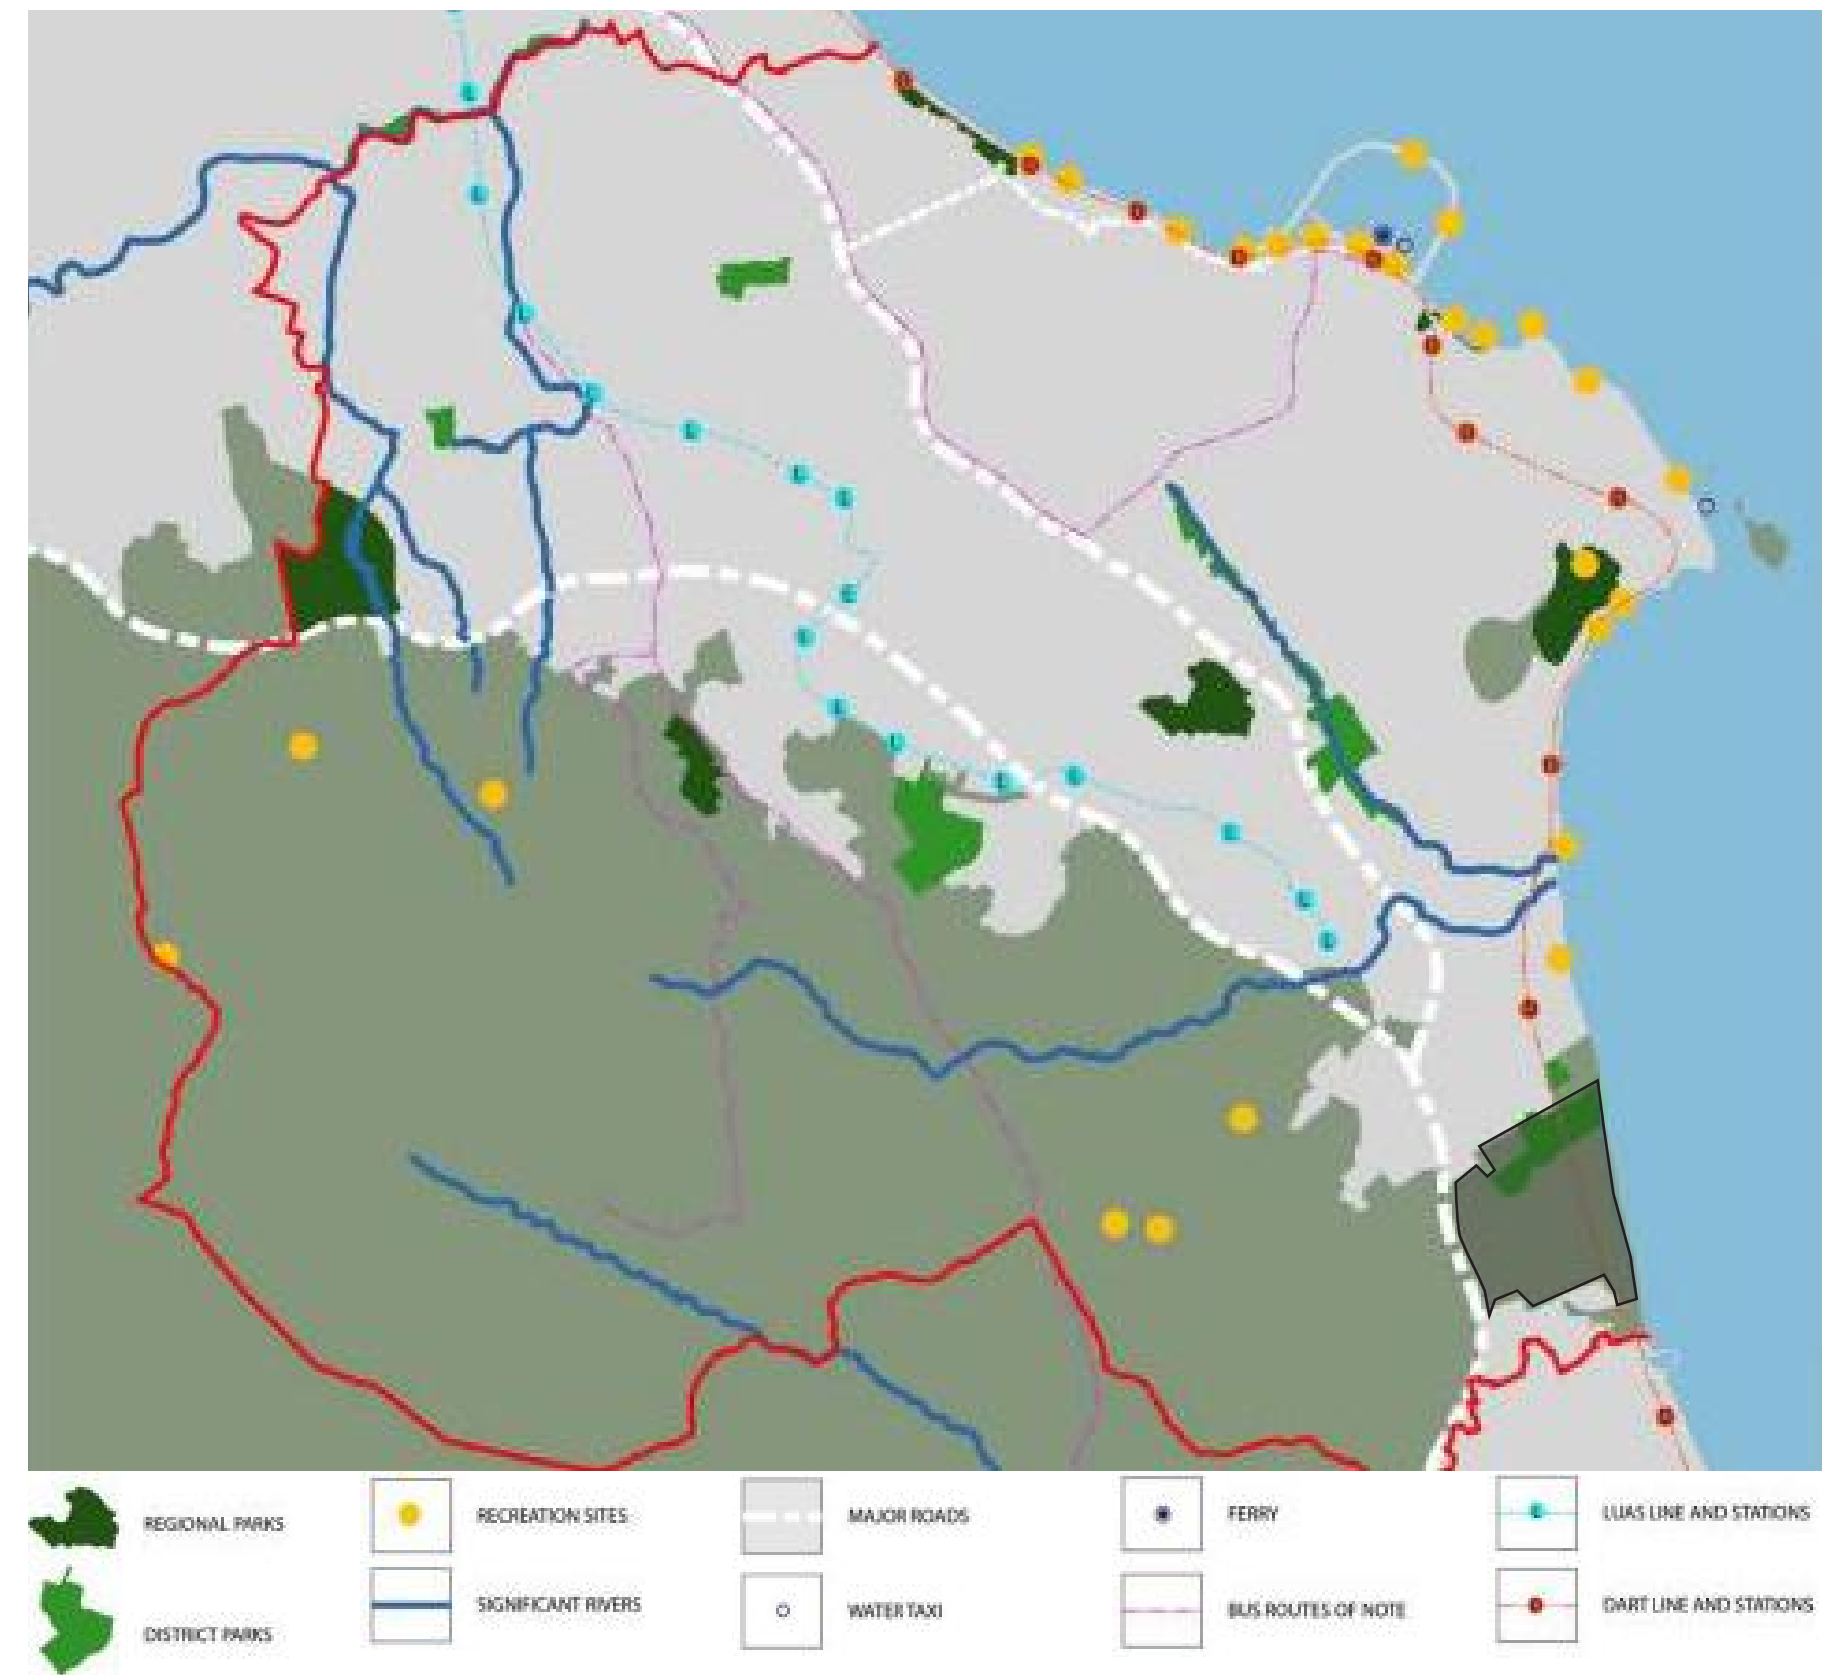 REGIONAL PARKS
RECREATION SITES
MAJOR ROADS
FERRY
LUAS LINE AND STATIONS
DISTRICT PARKS
SIGNIFICANT RIVERS
WATER TAXI
BUS ROUTES OF NOTE
DART LINE AND STATIONS